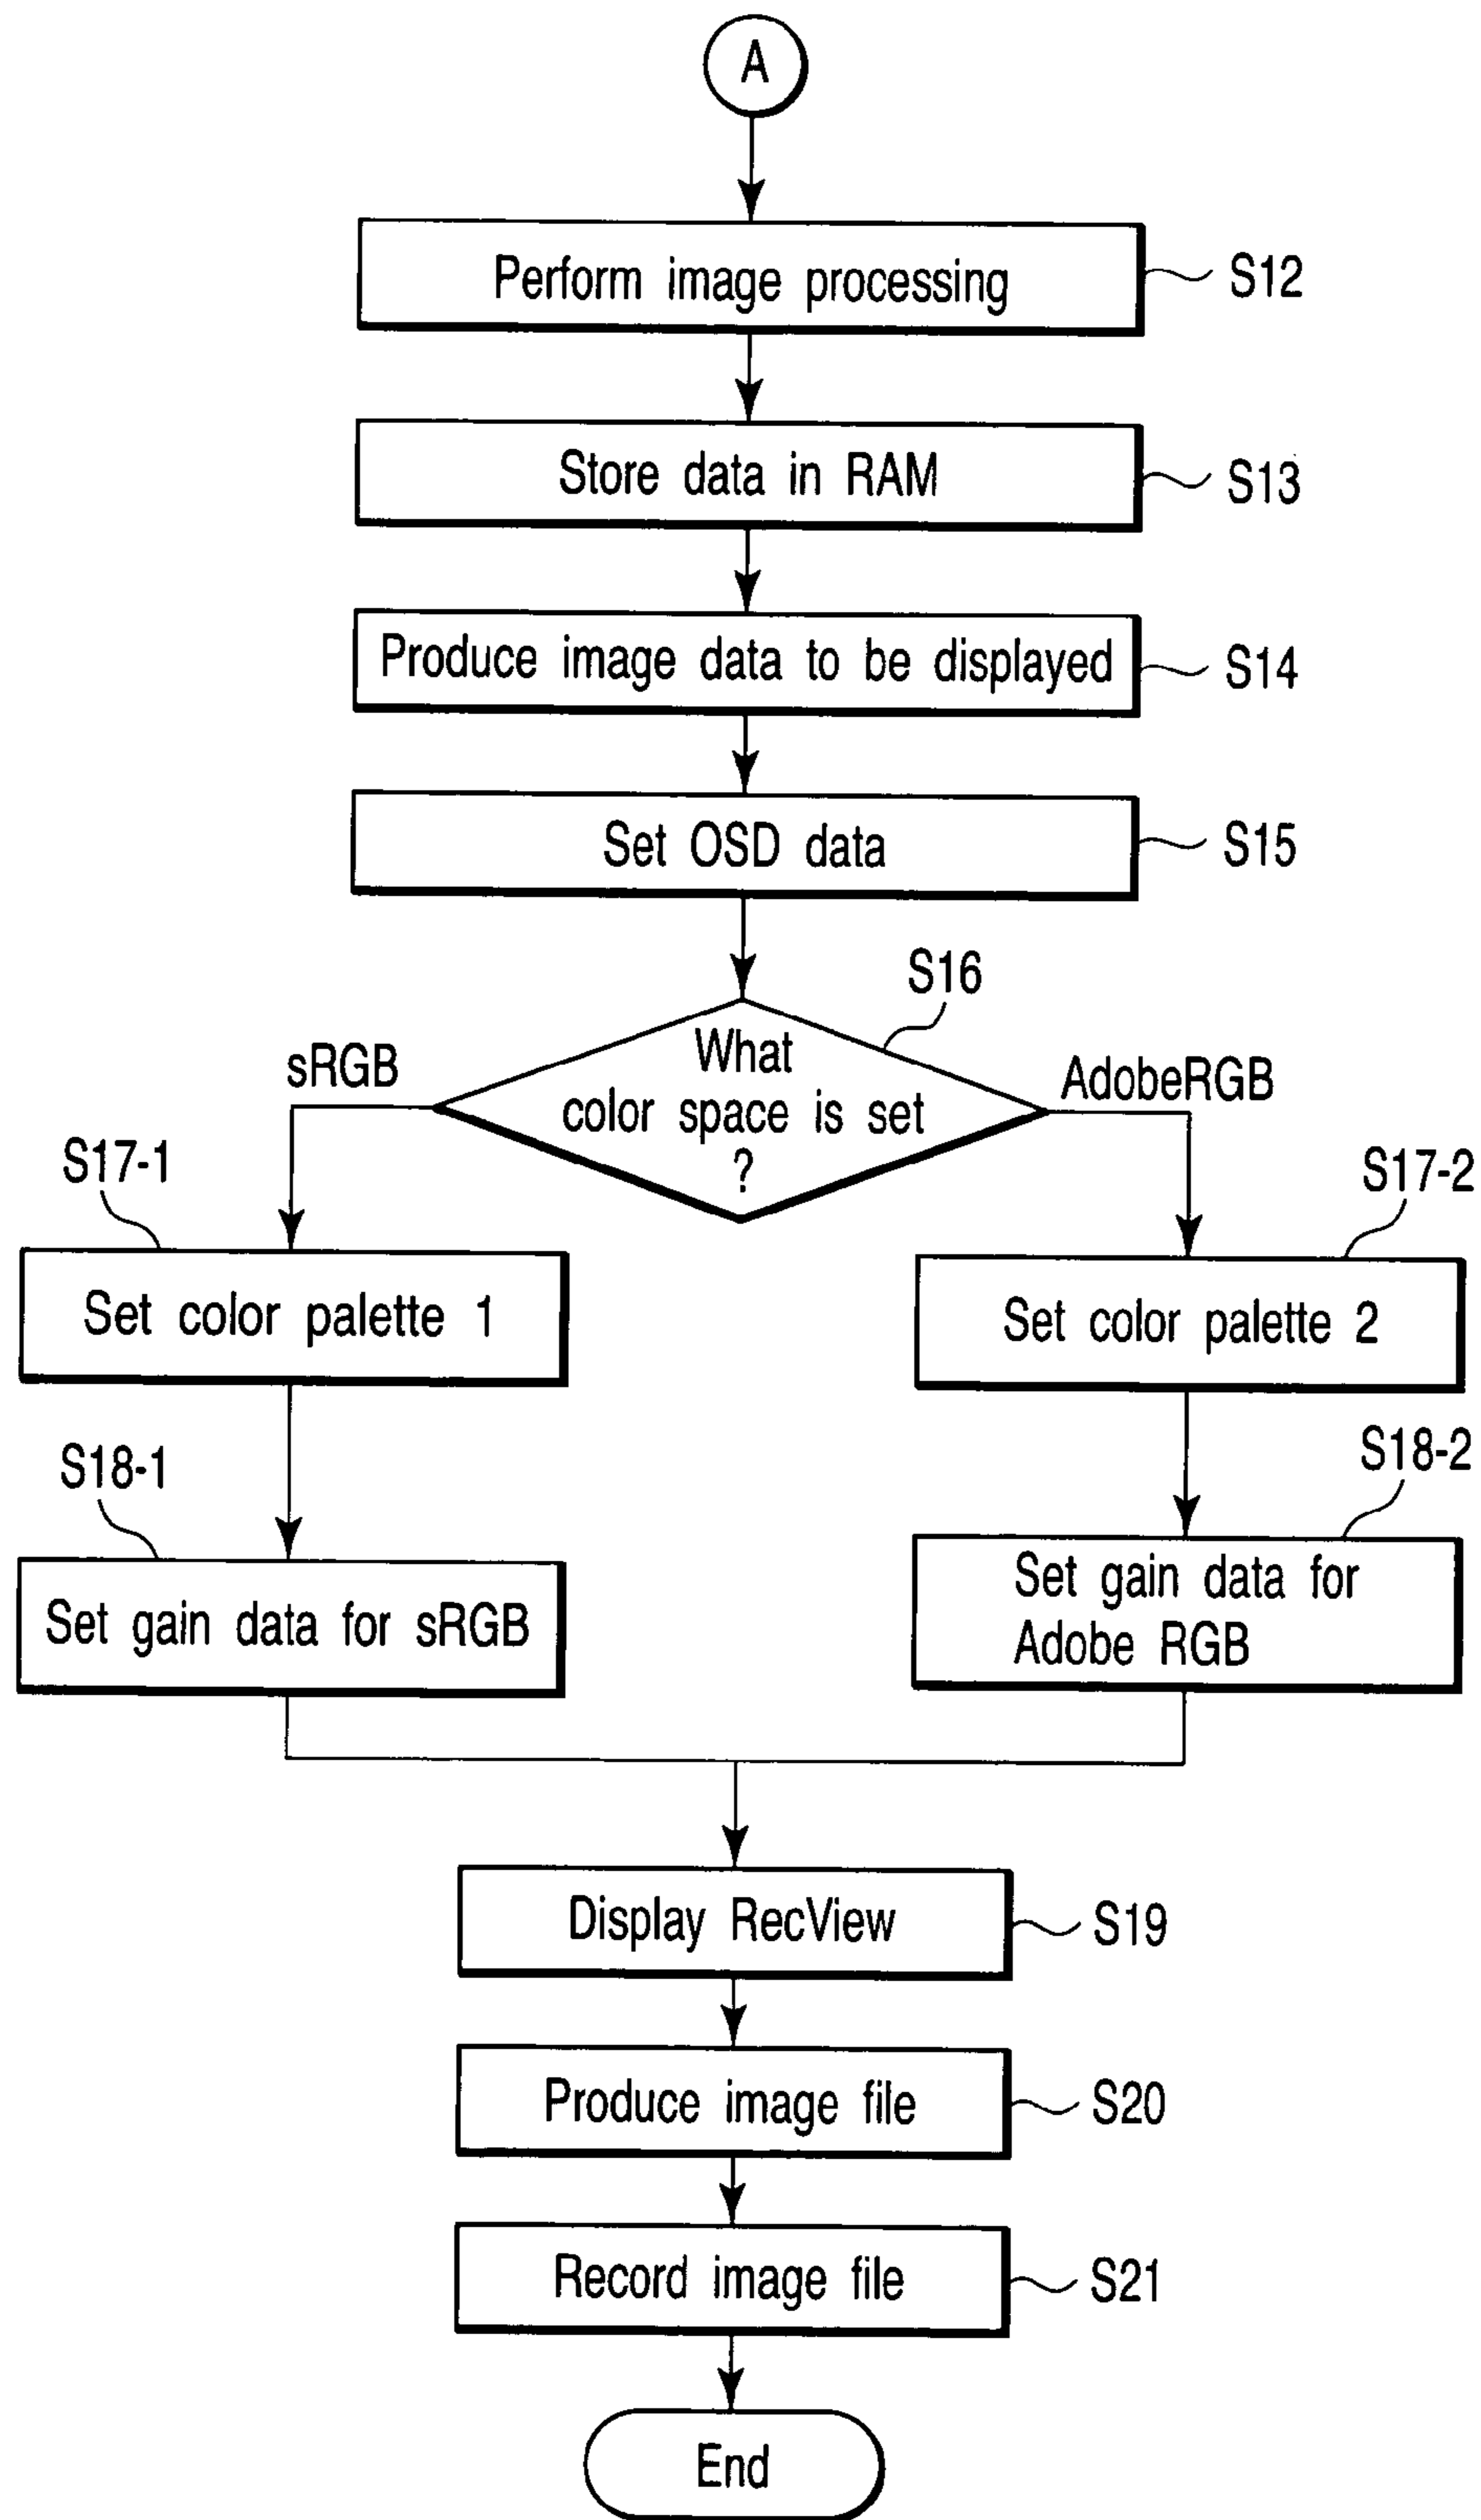 A
Perform image processing
S12
Store data in RAM
S13
Produce image data to be displayed
S14
Set OSD data
S15
S16
What
color space is set
?
sRGB
AdobeRGB
S17-1
S17-2
Set color palette 1
Set color palette 2
S18-1
S18-2
Set gain data for sRGB
Set gain data for
Adobe RGB
Display RecView
S19
Produce image file
S20
Record image file
S21
End